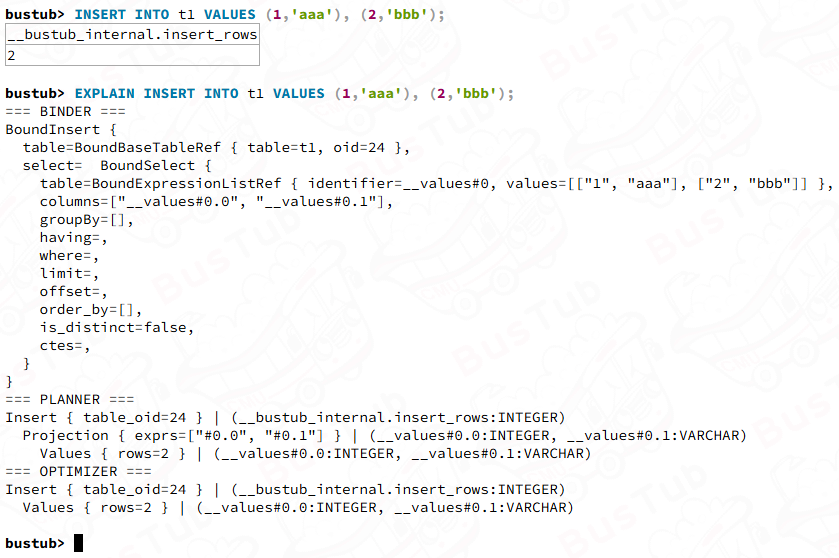 bustub> INSERT INTO t1 VALUES (1,'aaa'), (2,'bbb');
__bustub_internal.insert_rows
2
bustub> EXPLAIN INSERT INTO t1 VALUES (1,'aaa'), (2,'bbb');
=== BINDER ===
BoundInsert {
  table=BoundBaseTableRef { table=t1, oid=24 },
  select=  BoundSelect {
    table=BoundExpressionListRef { identifier=__values#0, values=[["1", "aaa"], ["2", "bbb"]] },
    columns=["__values#0.0", "__values#0.1"],
    groupBy=[],
    having=,
    where=,
    limit=,
    offset=,
    order_by=[],
    is_distinct=false,
    ctes=,
  }
}
=== PLANNER ===
Insert { table_oid=24 } | (__bustub_internal.insert_rows:INTEGER)
  Projection { exprs=["#0.0", "#0.1"] } | (__values#0.0:INTEGER, __values#0.1:VARCHAR)
    Values { rows=2 } | (__values#0.0:INTEGER, __values#0.1:VARCHAR)
=== OPTIMIZER ===
Insert { table_oid=24 } | (__bustub_internal.insert_rows:INTEGER)
  Values { rows=2 } | (__values#0.0:INTEGER, __values#0.1:VARCHAR)
bustub>